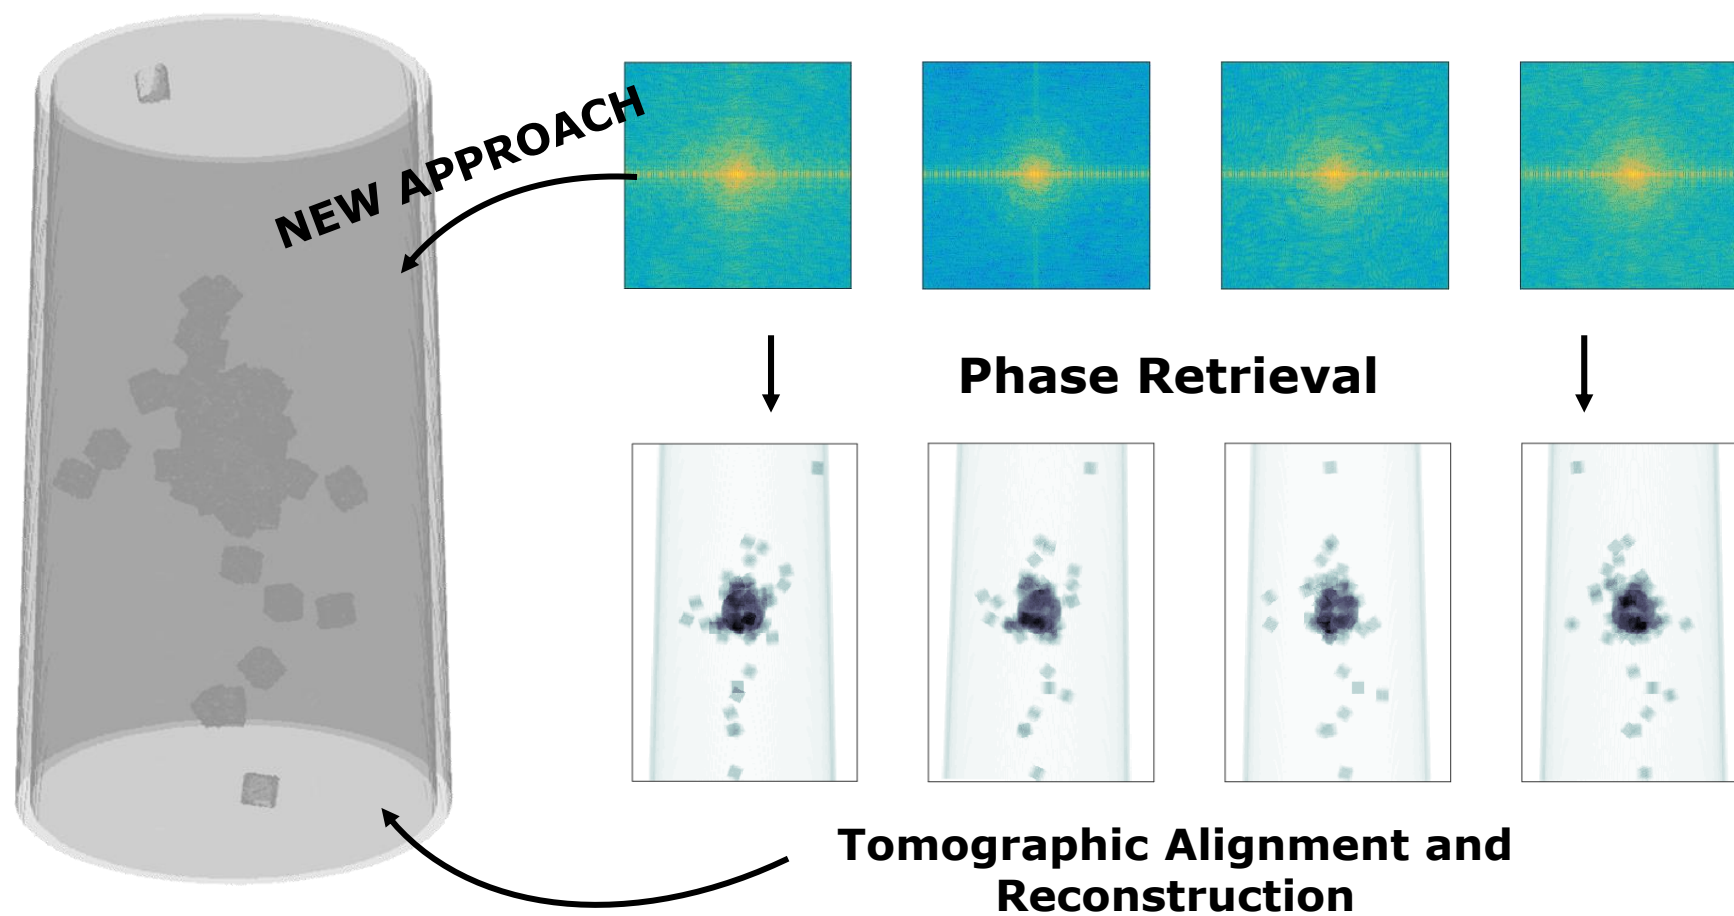 NEW APPROACH
Phase Retrieval
Tomographic Alignment and
Reconstruction